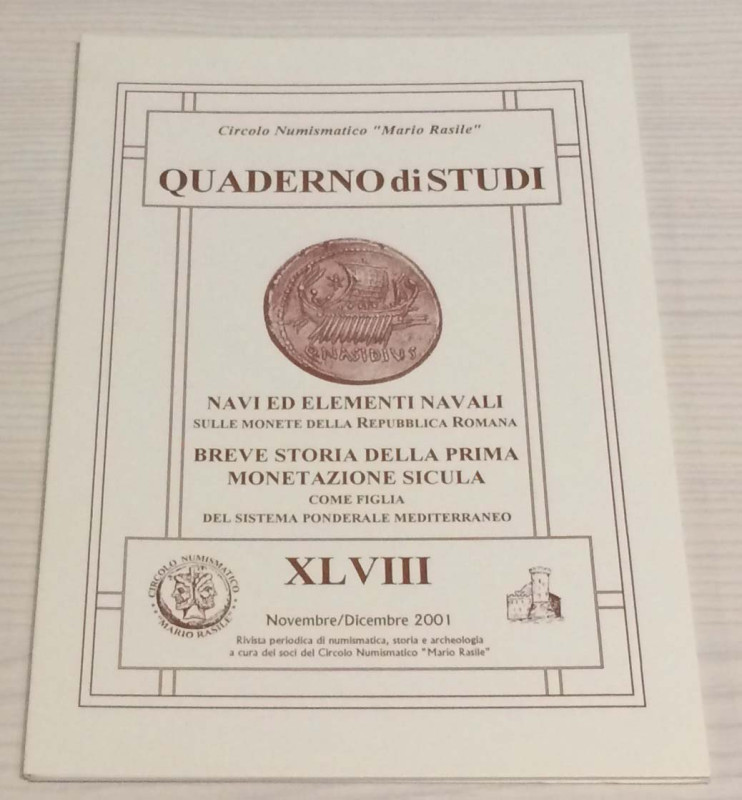 Circolo Numismatico "Mario Rasile"
QUADERNO di STUDI
Q·NASIDIVS
NAVI ED ELEMENTI NAVALI
SULLE MONETE DELLA REPUBBLICA ROMANA
BREVE STORIA DELLA PRIMA
MONETAZIONE SICULA
COME FIGLIA
DEL SISTEMA PONDERALE MEDITERRANEO
XLVIII
CIRCOLO NUMISMATICO
"MARIO RASILE"
Novembre/Dicembre 2001
Rivista periodica di numismatica, storia e archeologia
a cura dei soci del Circolo Numismatico "Mario Rasile"